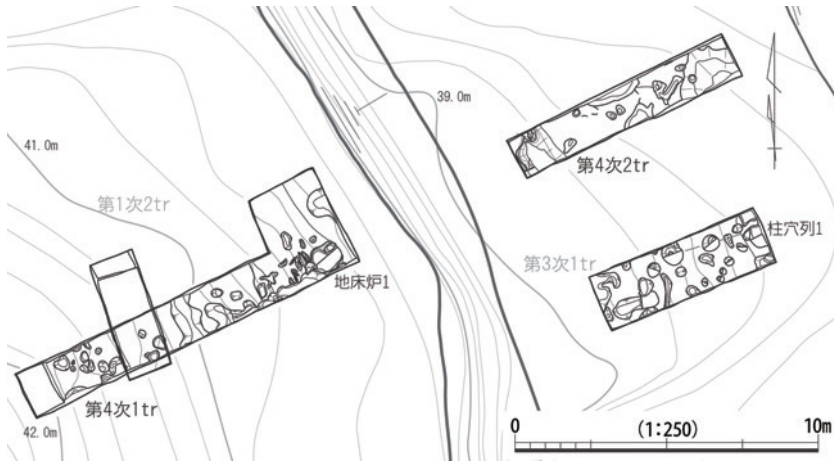 39.0m
第4次2tr
41.0m
第1次2tr
柱穴列1
第3次1tr
地床炉1
第4次1tr
42.0m
0 (1:250) 10m